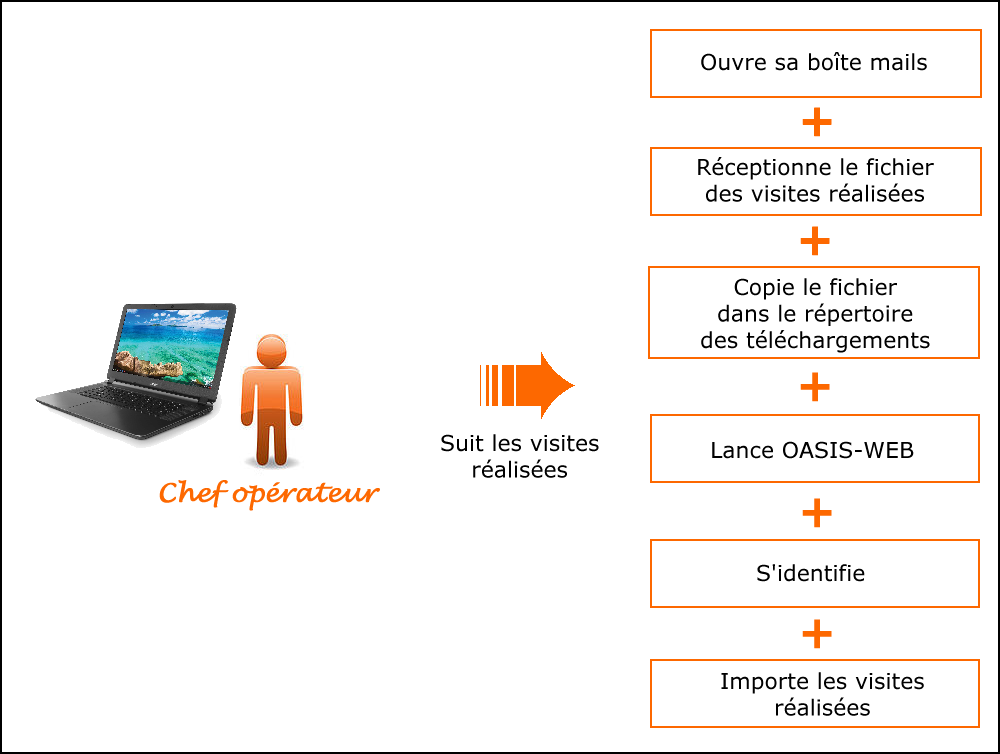 Chef opérateur
Suit les visites
réalisées
Ouvre sa boîte mails
+
Réceptionne le fichier
des visites réalisées
+
Copie le fichier
dans le répertoire
des téléchargements
+
Lance OASIS-WEB
+
S'identifie
+
Importe les visites
réalisées